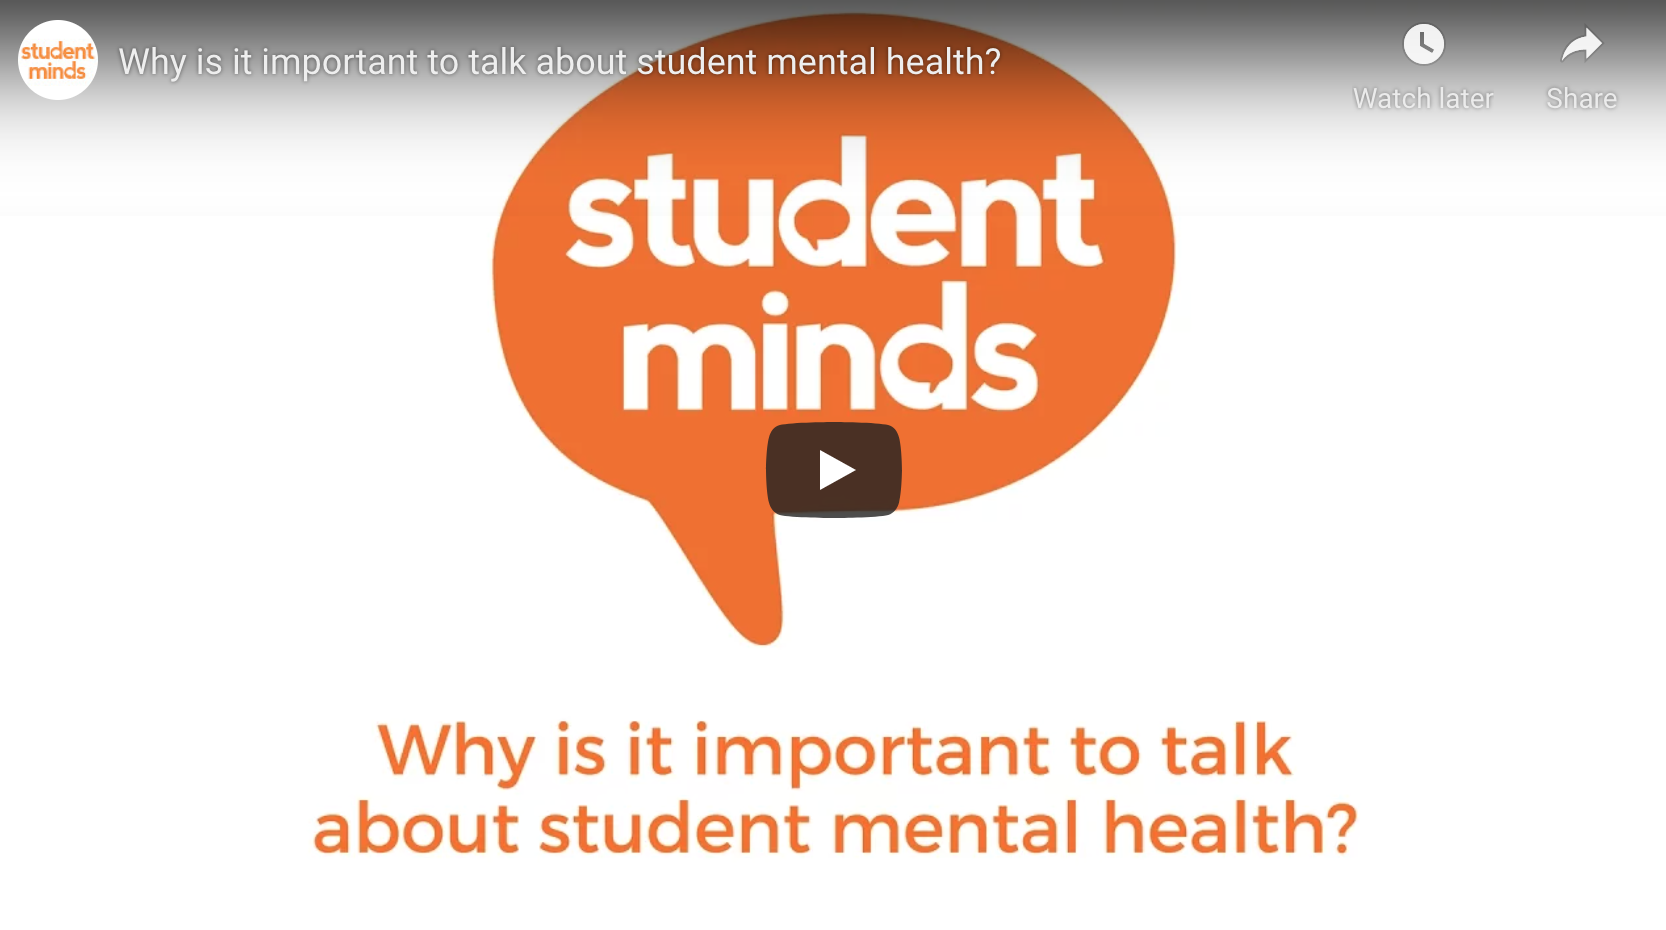 student
minds
Why is it important to talk about student mental health?
Watch later
Share
student
minds
Why is it important to talk
about student mental health?